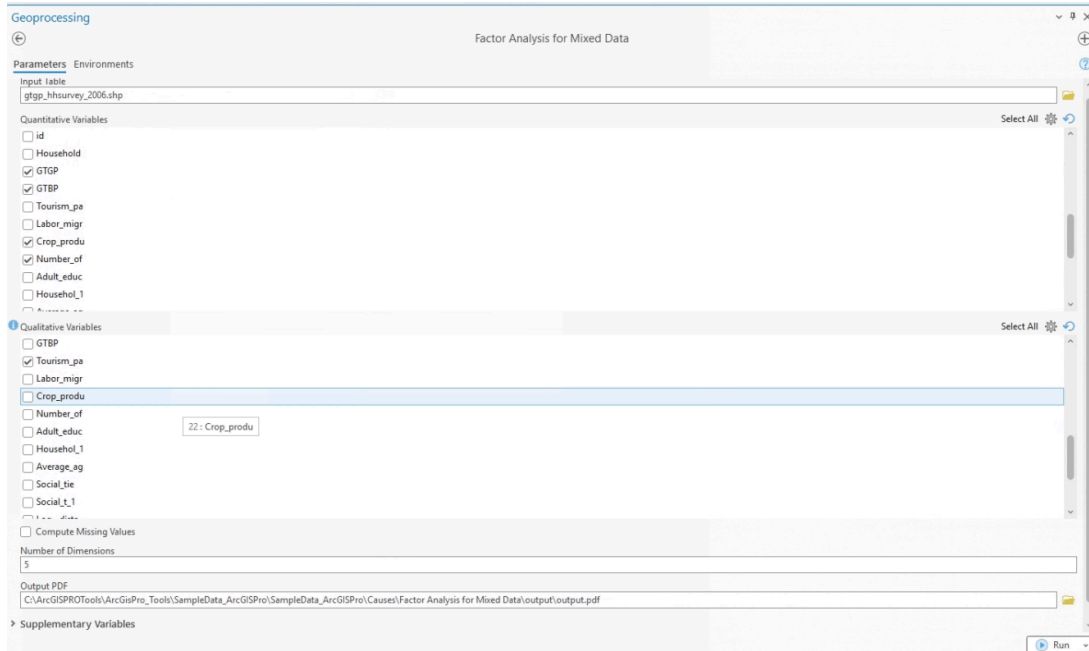 Geoprocessing
Factor Analysis for Mixed Data
Parameters Environments
Input Table
gtgp_hhsurvey_2006.shp
Quantitative Variables Select All
id
Household
GTGP
GTBP
Tourism_pa
Labor_migr
Crop_produ
Number_of
Adult_educ
Househol_1
Average_ag
Qualitative Variables Select All
GTBP
Tourism_pa
Labor_migr
Crop_produ
Number_of
22 : Crop_produ
Adult_educ
Househol_1
Average_ag
Social_tie
Social_t_1
Compute Missing Values
Number of Dimensions
5
Output PDF
C:\ArcGISPROTools\ArcGisPro_Tools\SampleData_ArcGISPro\SampleData_ArcGISPro\Causes\Factor Analysis for Mixed Data\output\output.pdf
Supplementary Variables
Run